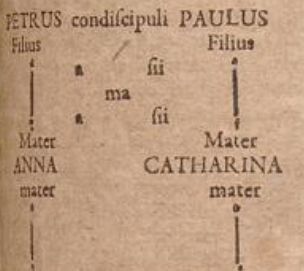 PETRUS condiſcipuli PAULUS
Filius Filius
a ſii
ma
a ſii
Mater Mater
ANNA CATHARINA
mater mater